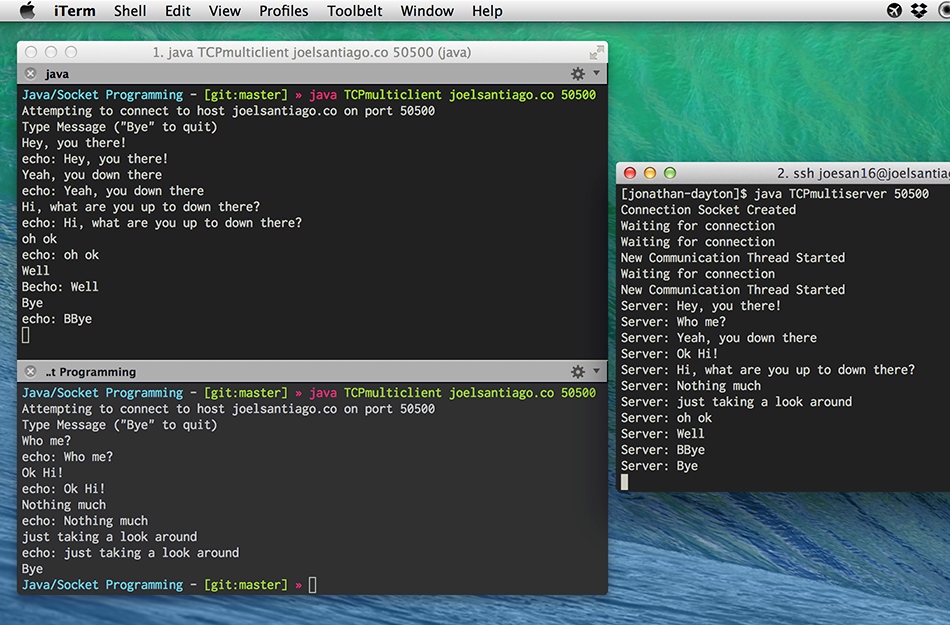 iTerm Shell Edit View Profiles Toolbelt Window Help
1. java TCPmulticlient joelsantiago.co 50500 (java)
java
Java/Socket Programming - [git:master] » java TCPmulticlient joelsantiago.co 50500
Attempting to connect to host joelsantiago.co on port 50500
Type Message ("Bye" to quit)
Hey, you there!
echo: Hey, you there!
Yeah, you down there
echo: Yeah, you down there
Hi, what are you up to down there?
echo: Hi, what are you up to down there?
oh ok
echo: oh ok
Well
Becho: Well
Bye
echo: BBye
..t Programming
Java/Socket Programming - [git:master] » java TCPmulticlient joelsantiago.co 50500
Attempting to connect to host joelsantiago.co on port 50500
Type Message ("Bye" to quit)
Who me?
echo: Who me?
Ok Hi!
echo: Ok Hi!
Nothing much
echo: Nothing much
just taking a look around
echo: just taking a look around
Bye
Java/Socket Programming - [git:master] »
2. ssh joesan16@joelsantia
[jonathan-dayton]$ java TCPmultiserver 50500
Connection Socket Created
Waiting for connection
Waiting for connection
New Communication Thread Started
Waiting for connection
New Communication Thread Started
Server: Hey, you there!
Server: Who me?
Server: Yeah, you down there
Server: Ok Hi!
Server: Hi, what are you up to down there?
Server: Nothing much
Server: just taking a look around
Server: oh ok
Server: Well
Server: BBye
Server: Bye